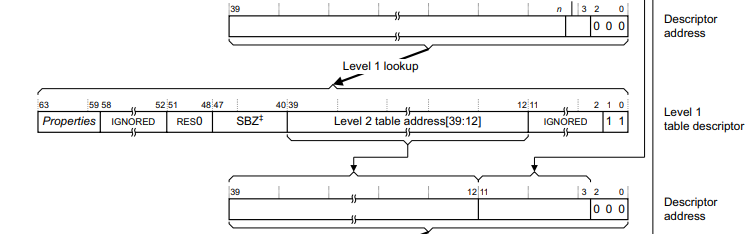 39 n 3 2 0
0 0 0
Descriptor
address
Level 1 lookup
63 59 58 52 51 48 47 40 39 12 11 2 1 0
Properties IGNORED RES0 SBZ‡ Level 2 table address[39:12] IGNORED 1 1
Level 1
table descriptor
39 12 11 3 2 0
0 0 0
Descriptor
address